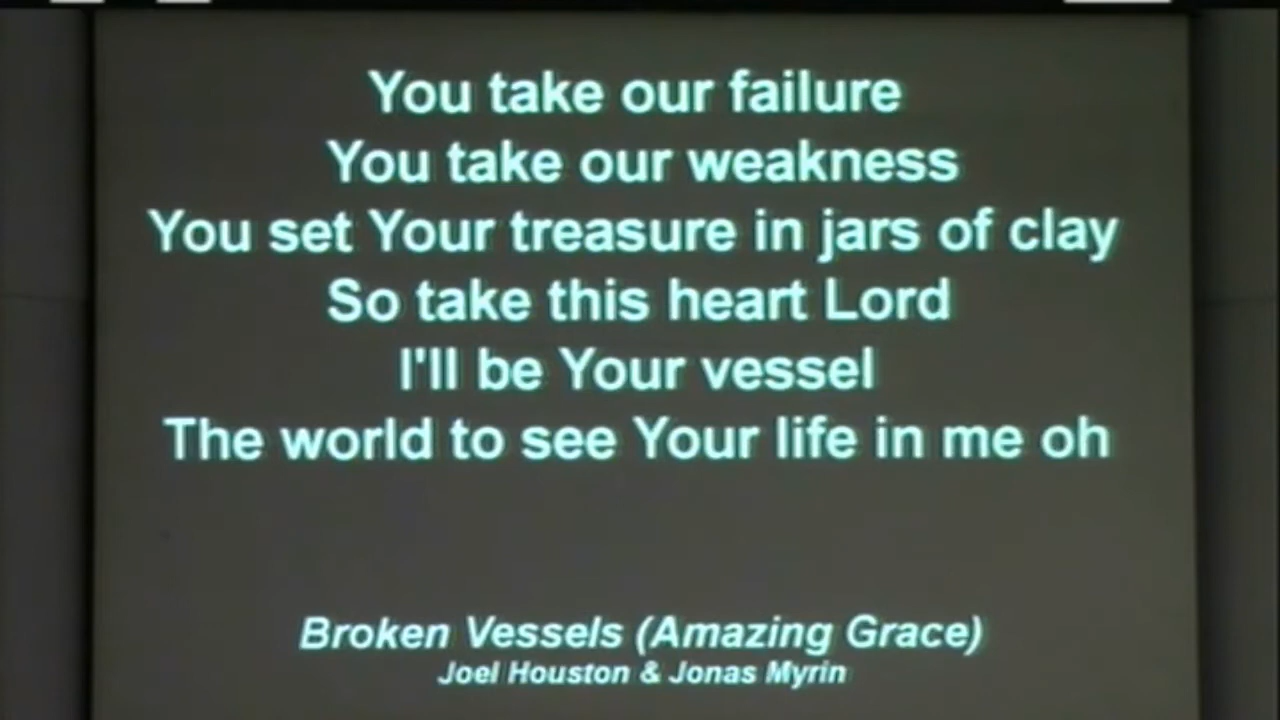 You take our failure
You take our weakness
You set Your treasure in jars of clay
So take this heart Lord
I'll be Your vessel
The world to see Your life in me oh
Broken Vessels (Amazing Grace)
Joel Houston & Jonas Myrin